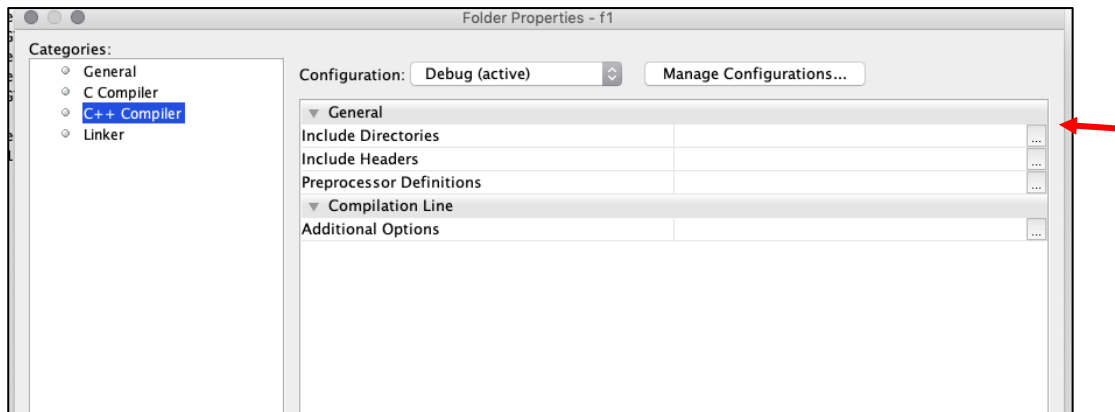 Folder Properties - f1
Categories:
General
C Compiler
C++ Compiler
Linker
Configuration: Debug (active) Manage Configurations...
General
Include Directories ...
Include Headers ...
Preprocessor Definitions ...
Compilation Line
Additional Options ...